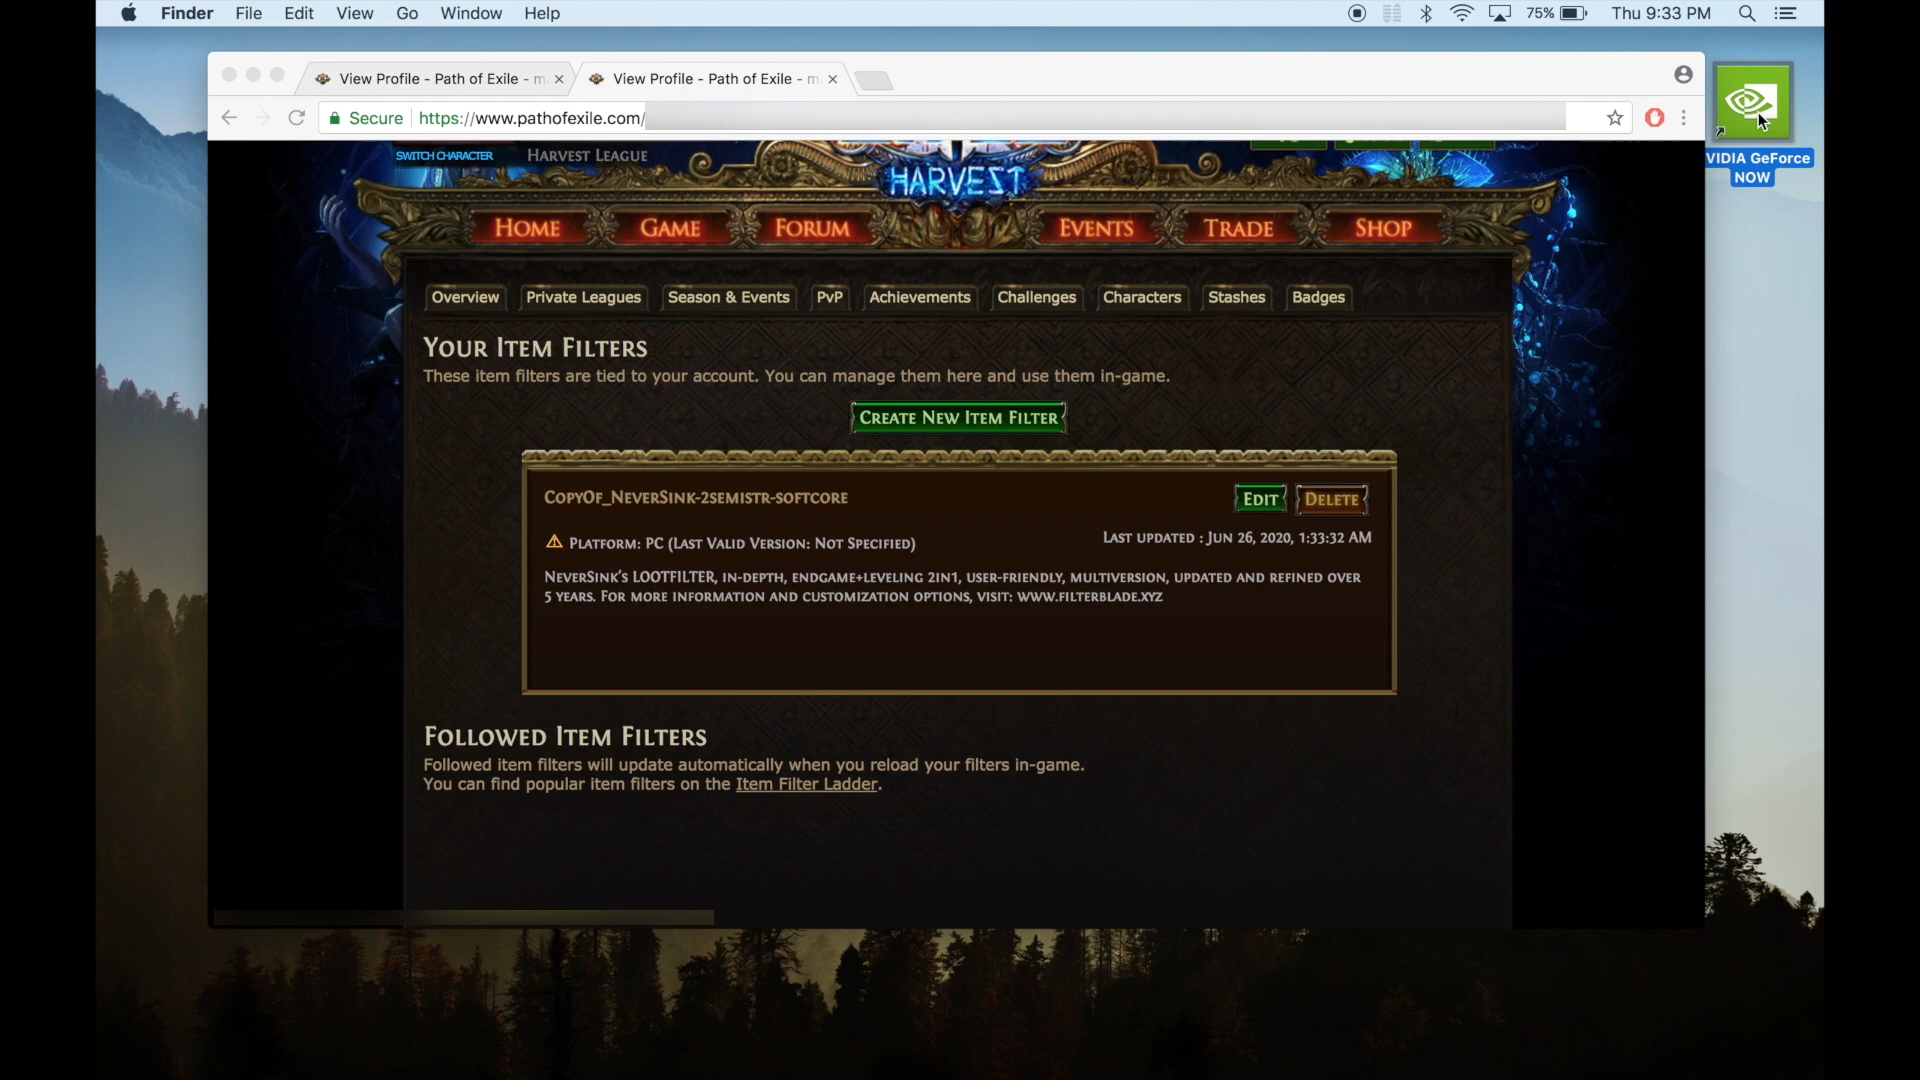 Finder File Edit View Go Window Help 75% Thu 9:33 PM
View Profile - Path of Exile - View Profile - Path of Exile -
Secure https://www.pathofexile.com/
VIDIA GeForce
NOW
SWITCH CHARACTER HARVEST LEAGUE
HARVEST
HOME GAME FORUM EVENTS TRADE SHOP
Overview Private Leagues Season & Events PvP Achievements Challenges Characters Stashes Badges
YOUR ITEM FILTERS
These item filters are tied to your account. You can manage them here and use them in-game.
CREATE NEW ITEM FILTER
COPYOF_NEVERSINK-2SEMISTR-SOFTCORE EDIT DELETE
PLATFORM: PC (LAST VALID VERSION: NOT SPECIFIED) LAST UPDATED : JUN 26, 2020, 1:33:32 AM
NEVERSINK'S LOOTFILTER, IN-DEPTH, ENDGAME+LEVELING 2IN1, USER-FRIENDLY, MULTIVERSION, UPDATED AND REFINED OVER
5 YEARS. FOR MORE INFORMATION AND CUSTOMIZATION OPTIONS, VISIT: WWW.FILTERBLADE.XYZ
FOLLOWED ITEM FILTERS
Followed item filters will update automatically when you reload your filters in-game.
You can find popular item filters on the Item Filter Ladder.